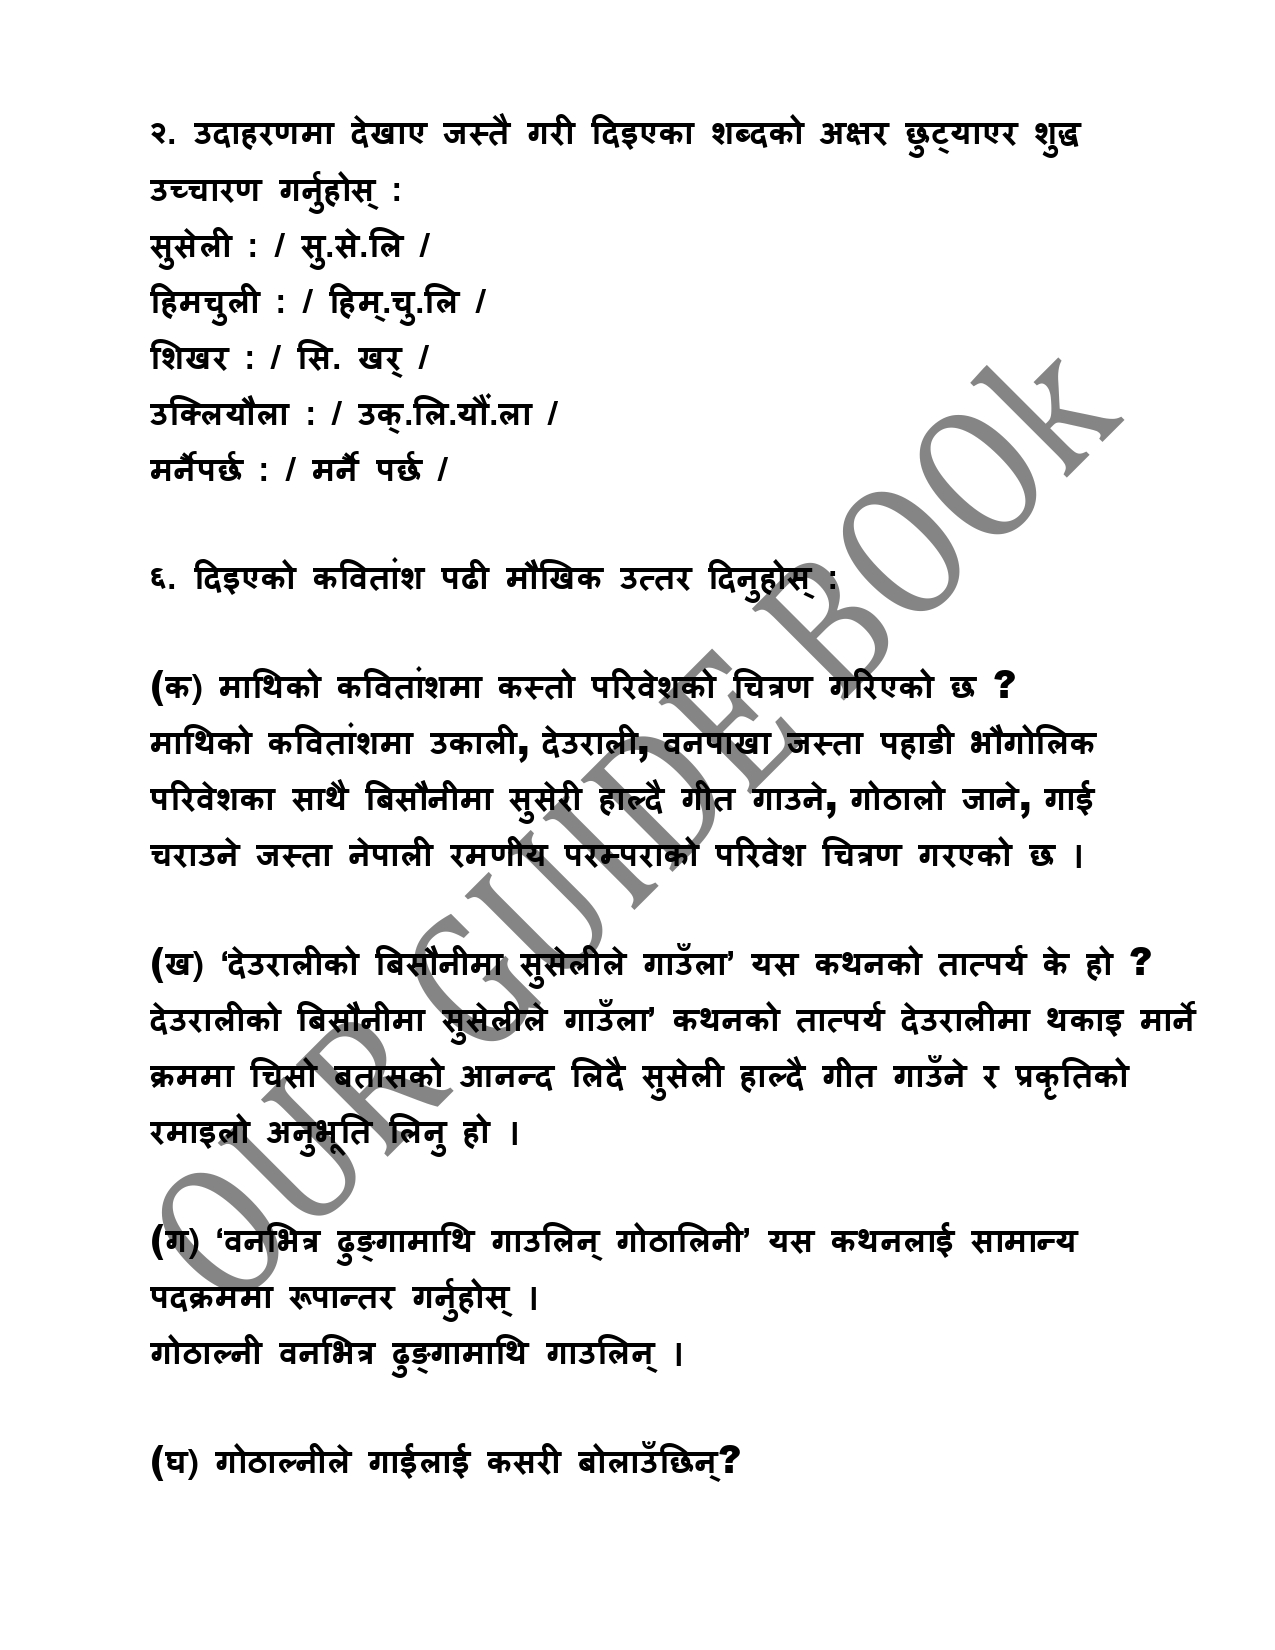 २. उदाहरणमा देखाए जस्तै गरी दिइएका शब्दको अक्षर छुट्याएर शुद्ध
उच्चारण गर्नुहोस् :
सुसेली : / सु.से.लि /
हिमचुली : / हिम्.चु.लि /
शिखर : / सि. खर् /
उक्लियौला : / उक्.लि.यौं.ला /
मर्नैपर्छ : / मर्नै पर्छ /
६. दिइएको कवितांश पढी मौखिक उत्तर दिनुहोस् :
(क) माथिको कवितांशमा कस्तो परिवेशको चित्रण गरिएको छ ?
माथिको कवितांशमा उकाली, देउराली, वनपाखा जस्ता पहाडी भौगोलिक
परिवेशका साथै बिसौनीमा सुसेरी हाल्दै गीत गाउने, गोठालो जाने, गाई
चराउने जस्ता नेपाली रमणीय परम्पराको परिवेश चित्रण गरएको छ ।
(ख) ‘देउरालीको बिसौनीमा सुसेलीले गाउँला’ यस कथनको तात्पर्य के हो ?
देउरालीको बिसौनीमा सुसेलीले गाउँला’ कथनको तात्पर्य देउरालीमा थकाइ मार्ने
क्रममा चिसो बतासको आनन्द लिदै सुसेली हाल्दै गीत गाउँने र प्रकृतिको
रमाइलो अनुभूति लिनु हो ।
(ग) ‘वनभित्र ढुङ्गामाथि गाउलिन् गोठालिनी’ यस कथनलाई सामान्य
पदक्रममा रूपान्तर गर्नुहोस् ।
गोठाल्नी वनभित्र ढुङ्गामाथि गाउलिन् ।
(घ) गोठाल्नीले गाईलाई कसरी बोलाउँछिन्?
OUR GUIDE BOOk